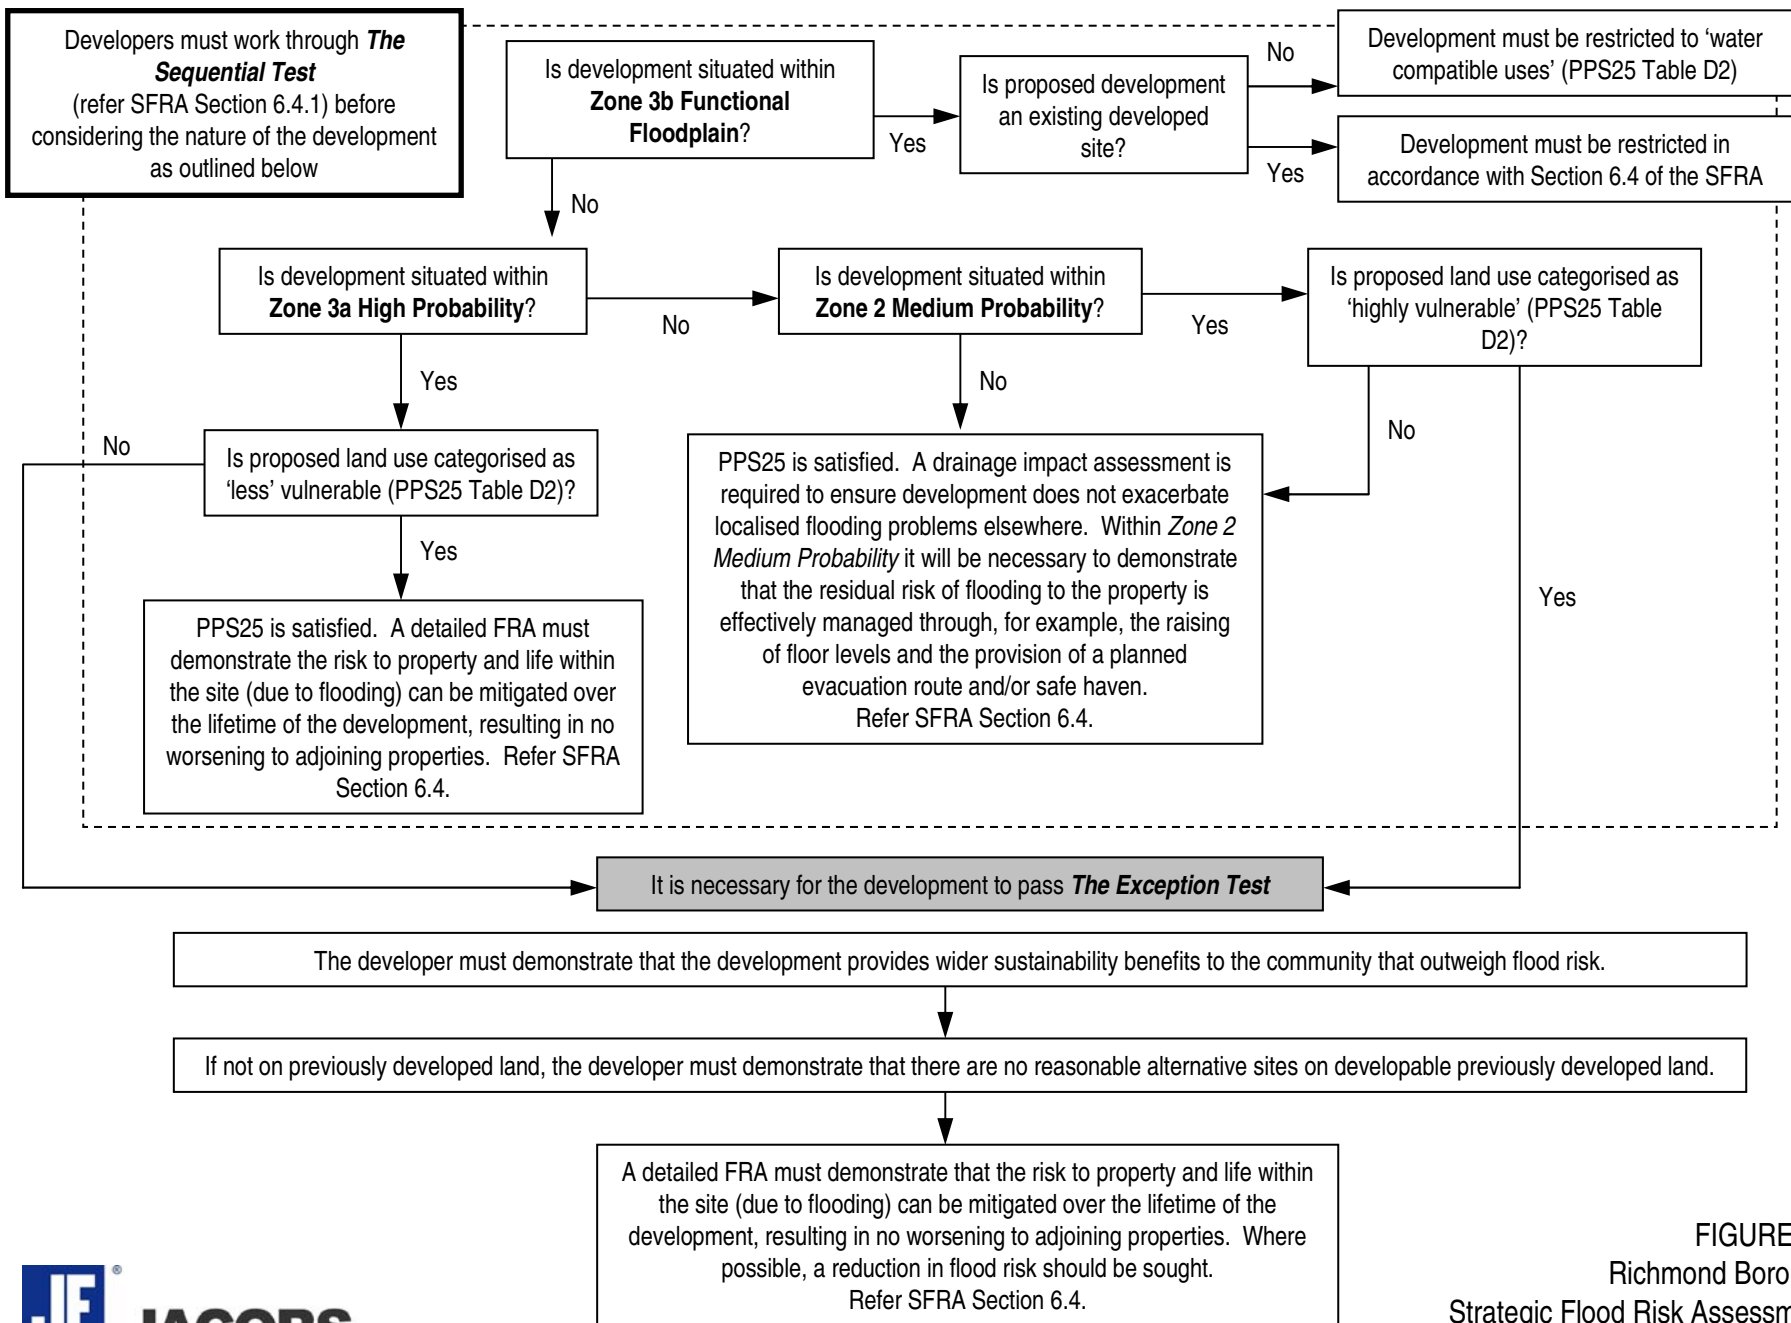 Developers must work through The
Sequential Test
(refer SFRA Section 6.4.1) before
considering the nature of the development
as outlined below
Is development situated within
Zone 3b Functional
Floodplain?
Yes
No
Is proposed development
an existing developed
site?
No
Yes
Development must be restricted to ‘water
compatible uses’ (PPS25 Table D2)
Development must be restricted in
accordance with Section 6.4 of the SFRA
Is development situated within
Zone 3a High Probability?
No
Yes
Is development situated within
Zone 2 Medium Probability?
Yes
No
Is proposed land use categorised as
‘highly vulnerable’ (PPS25 Table
D2)?
No
Yes
No
Is proposed land use categorised as
‘less’ vulnerable (PPS25 Table D2)?
Yes
PPS25 is satisfied. A detailed FRA must
demonstrate the risk to property and life within
the site (due to flooding) can be mitigated over
the lifetime of the development, resulting in no
worsening to adjoining properties. Refer SFRA
Section 6.4.
PPS25 is satisfied. A drainage impact assessment is
required to ensure development does not exacerbate
localised flooding problems elsewhere. Within Zone 2
Medium Probability it will be necessary to demonstrate
that the residual risk of flooding to the property is
effectively managed through, for example, the raising
of floor levels and the provision of a planned
evacuation route and/or safe haven.
Refer SFRA Section 6.4.
It is necessary for the development to pass The Exception Test
The developer must demonstrate that the development provides wider sustainability benefits to the community that outweigh flood risk.
If not on previously developed land, the developer must demonstrate that there are no reasonable alternative sites on developable previously developed land.
A detailed FRA must demonstrate that the risk to property and life within
the site (due to flooding) can be mitigated over the lifetime of the
development, resulting in no worsening to adjoining properties. Where
possible, a reduction in flood risk should be sought.
Refer SFRA Section 6.4.
JE ®
JACOBS
FIGURE
Richmond Boro
Strategic Flood Risk Assessm